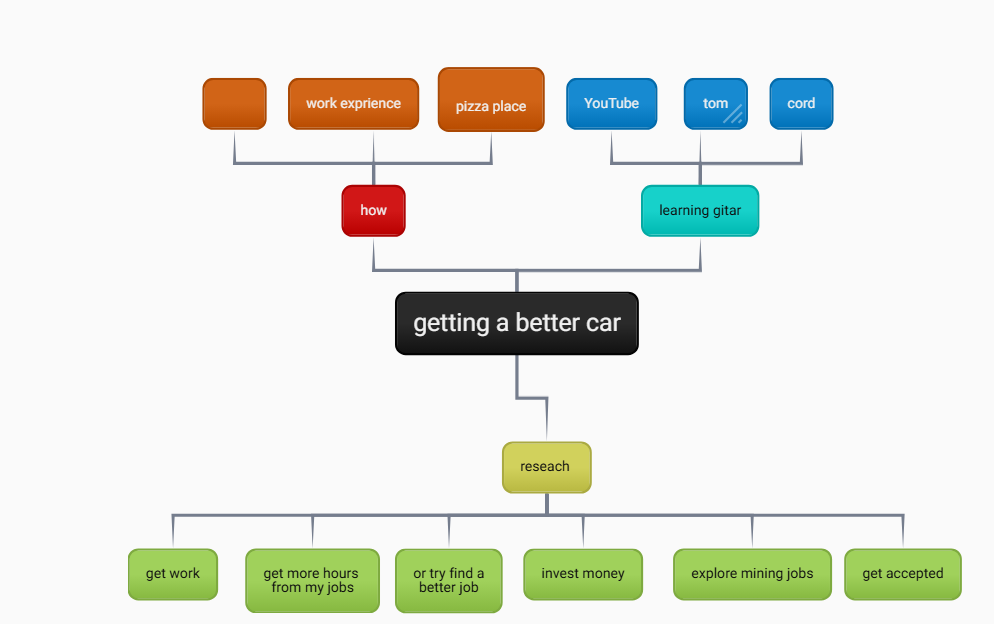 work exprience
pizza place
YouTube
tom
cord
how
learning gitar
getting a better car
reseach
get work
get more hours
from my jobs
or try find a
better job
invest money
explore mining jobs
get accepted